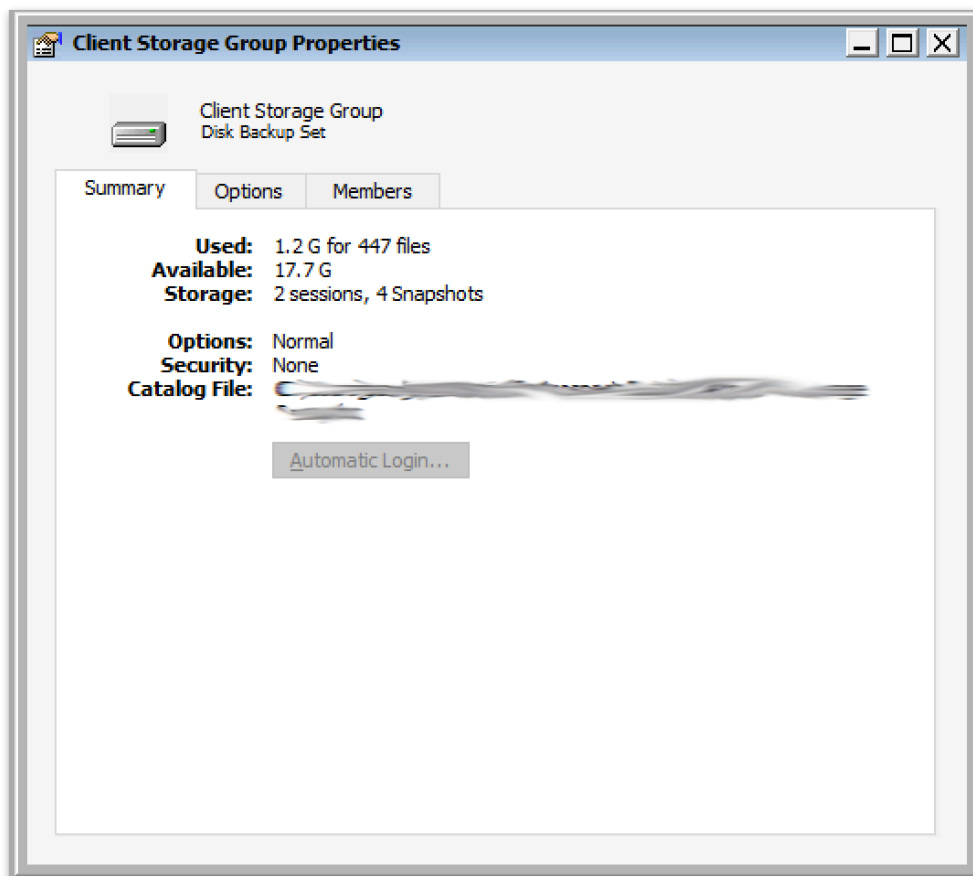 Client Storage Group Properties
Client Storage Group
Disk Backup Set
Summary Options Members
Used: 1.2 G for 447 files
Available: 17.7 G
Storage: 2 sessions, 4 Snapshots
Options: Normal
Security: None
Catalog File:
Automatic Login...